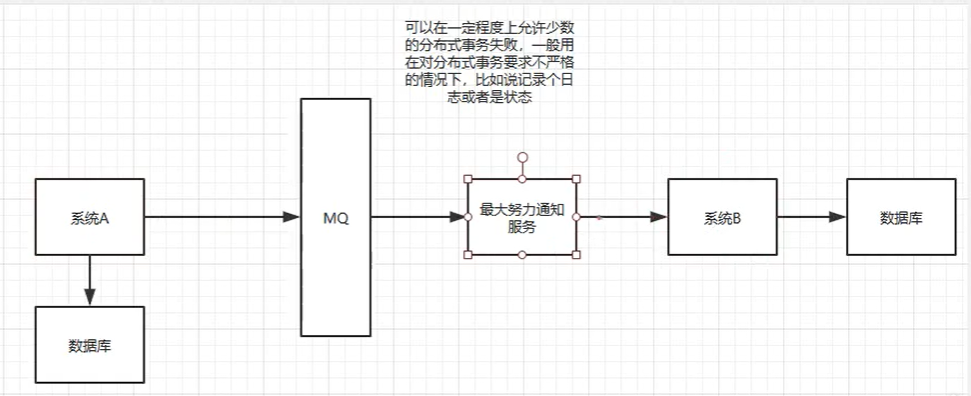 可以在一定程度上允许少数
的分布式事务失败，一般用
在对分布式事务要求不严格
的情况下，比如说记录个日
志或者是状态
系统A
MQ
最大努力通知
服务
系统B
数据库
数据库